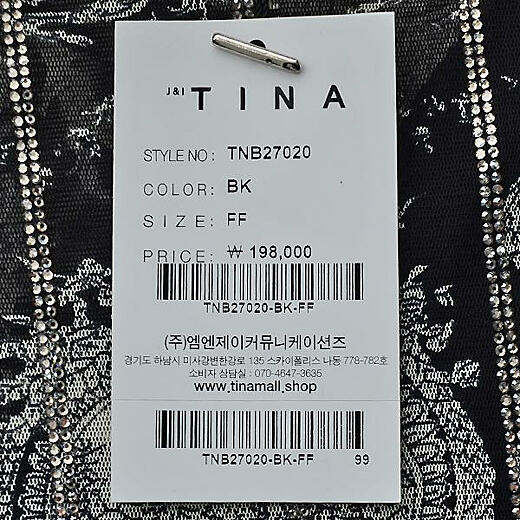 J&I TINA
STYLE NO: TNB27020
COLOR: BK
SIZE: FF
PRICE: ₩ 198,000
TNB27020-BK-FF
(주)엠엔제이커뮤니케이션즈
경기도 하남시 미사강변한강로 135 스카이폴리스 나동 778-782호
소비자 상담실 : 070-4647-3635
www.tinamall.shop
TNB27020-BK-FF 99